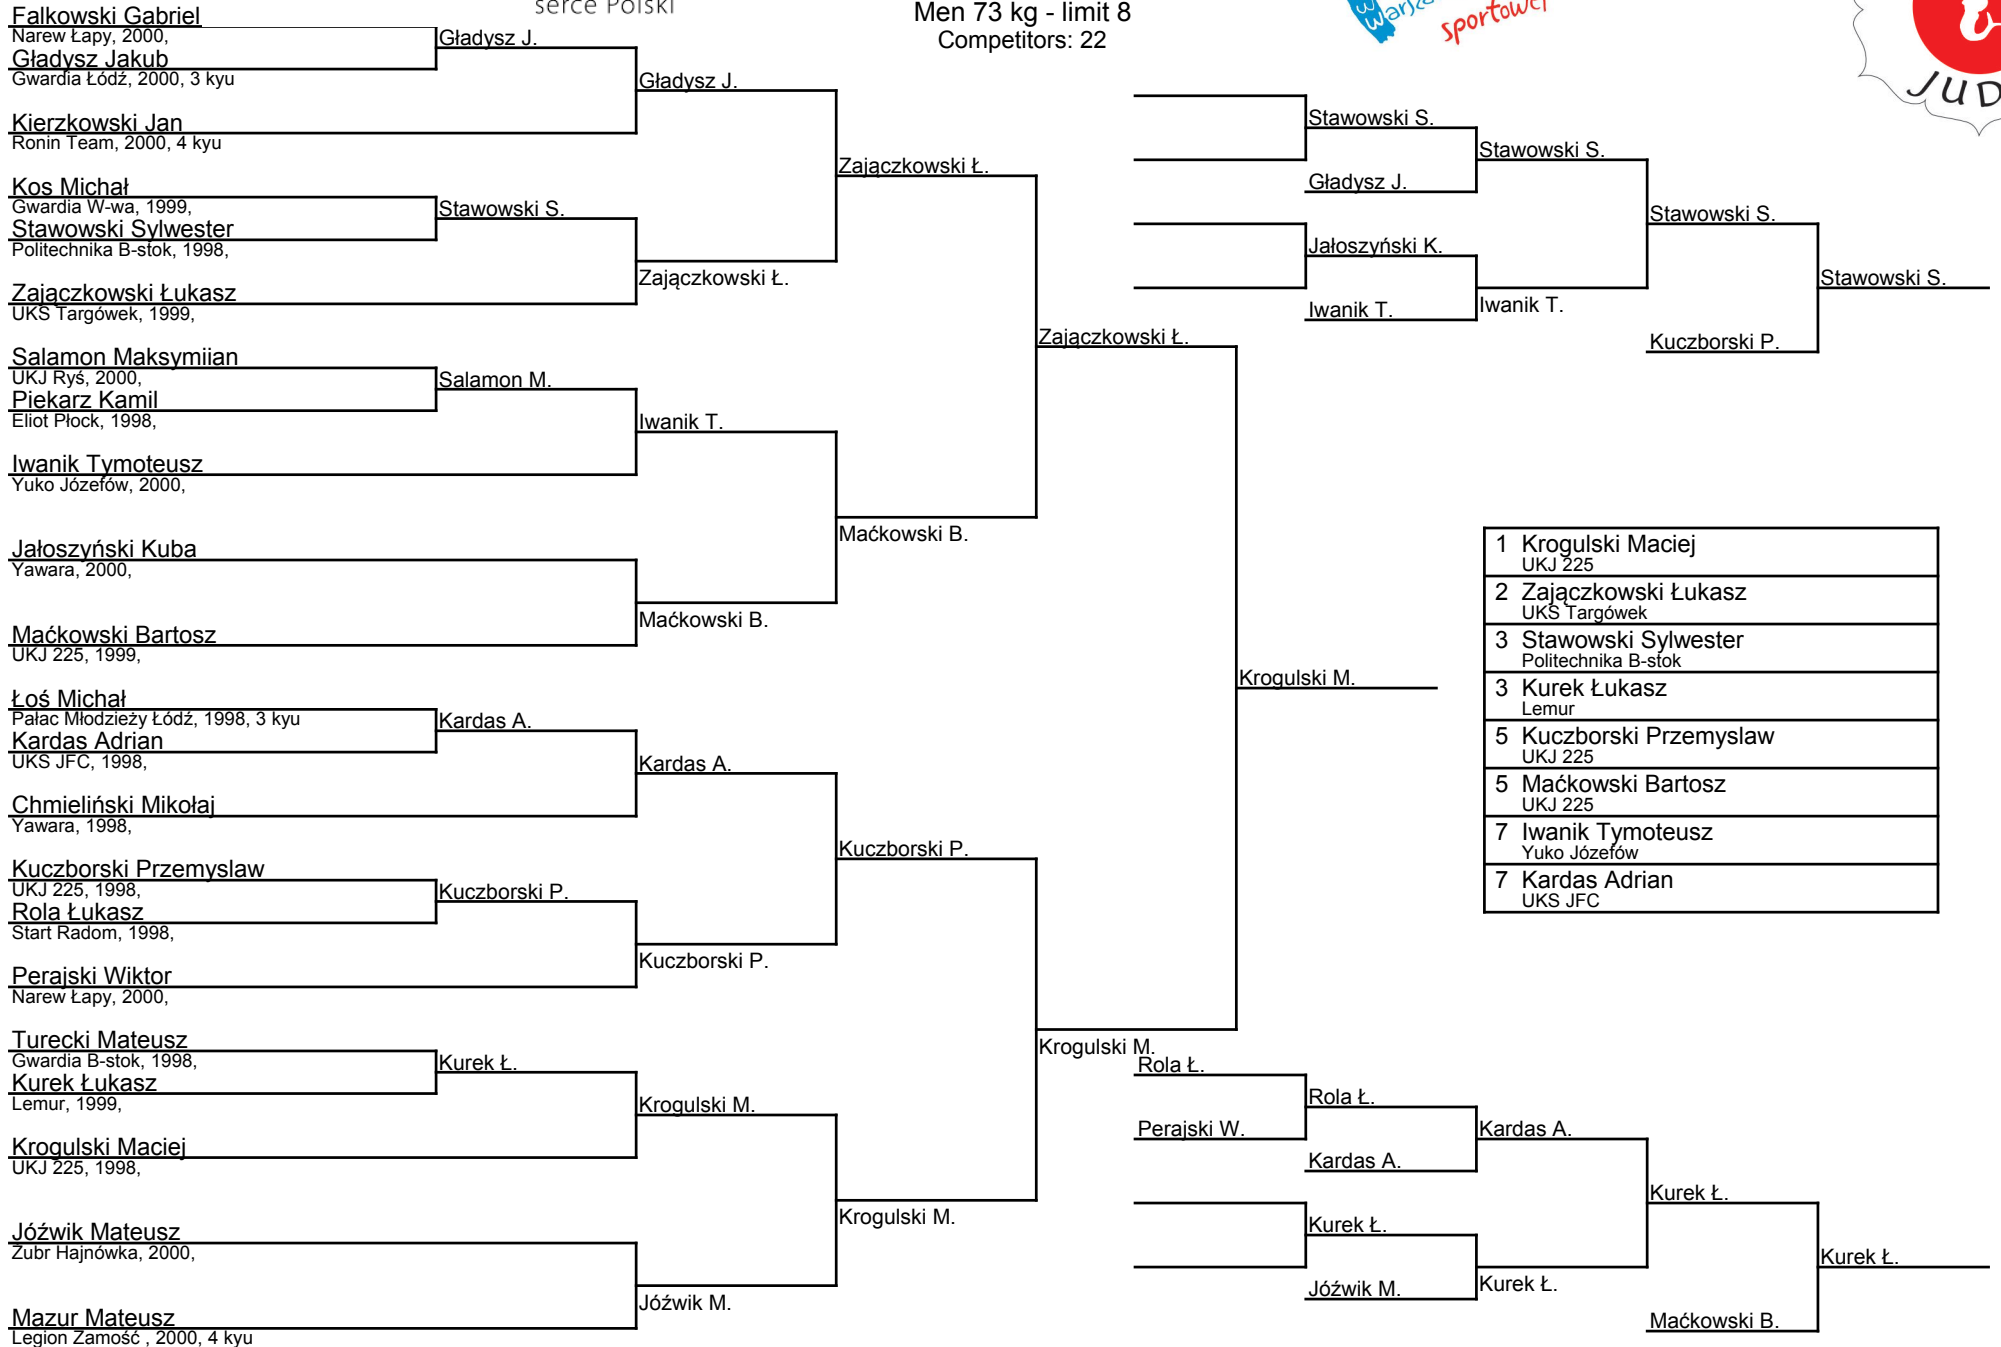 serce Polski
Men 73 kg - limit 8
Competitors: 22
sportowej
JUD
Falkowski Gabriel
Narew Łapy, 2000,
Gładysz Jakub
Gwardia Łódź, 2000, 3 kyu
Kierzkowski Jan
Ronin Team, 2000, 4 kyu
Kos Michał
Gwardia W-wa, 1999,
Stawowski Sylwester
Politechnika B-stok, 1998,
Zajączkowski Łukasz
UKS Targówek, 1999,
Salamon Maksymiian
UKJ Ryś, 2000,
Piekarz Kamil
Eliot Płock, 1998,
Iwanik Tymoteusz
Yuko Józefów, 2000,
Jałoszyński Kuba
Yawara, 2000,
Maćkowski Bartosz
UKJ 225, 1999,
Łoś Michał
Pałac Młodzieży Łódź, 1998, 3 kyu
Kardas Adrian
UKS JFC, 1998,
Chmieliński Mikołaj
Yawara, 1998,
Kuczborski Przemyslaw
UKJ 225, 1998,
Rola Łukasz
Start Radom, 1998,
Perajski Wiktor
Narew Łapy, 2000,
Turecki Mateusz
Gwardia B-stok, 1998,
Kurek Łukasz
Lemur, 1999,
Krogulski Maciej
UKJ 225, 1998,
Jóźwik Mateusz
Żubr Hajnówka, 2000,
Mazur Mateusz
Legion Zamość , 2000, 4 kyu
Gładysz J.
Stawowski S.
Salamon M.
Kardas A.
Kuczborski P.
Kurek Ł.
Gładysz J.
Zajączkowski Ł.
Iwanik T.
Maćkowski B.
Kardas A.
Kuczborski P.
Krogulski M.
Jóźwik M.
Zajączkowski Ł.
Maćkowski B.
Kuczborski P.
Krogulski M.
Zajączkowski Ł.
Krogulski M.
Krogulski M.
Stawowski S.
Gładysz J.
Jałoszyński K.
Iwanik T.
Stawowski S.
Iwanik T.
Stawowski S.
Kuczborski P.
Stawowski S.
1 Krogulski Maciej
UKJ 225
2 Zajączkowski Łukasz
UKS Targówek
3 Stawowski Sylwester
Politechnika B-stok
3 Kurek Łukasz
Lemur
5 Kuczborski Przemyslaw
UKJ 225
5 Maćkowski Bartosz
UKJ 225
7 Iwanik Tymoteusz
Yuko Józefów
7 Kardas Adrian
UKS JFC
Rola Ł.
Perajski W.
Rola Ł.
Kardas A.
Kurek Ł.
Jóźwik M.
Kardas A.
Kurek Ł.
Kurek Ł.
Maćkowski B.
Kurek Ł.